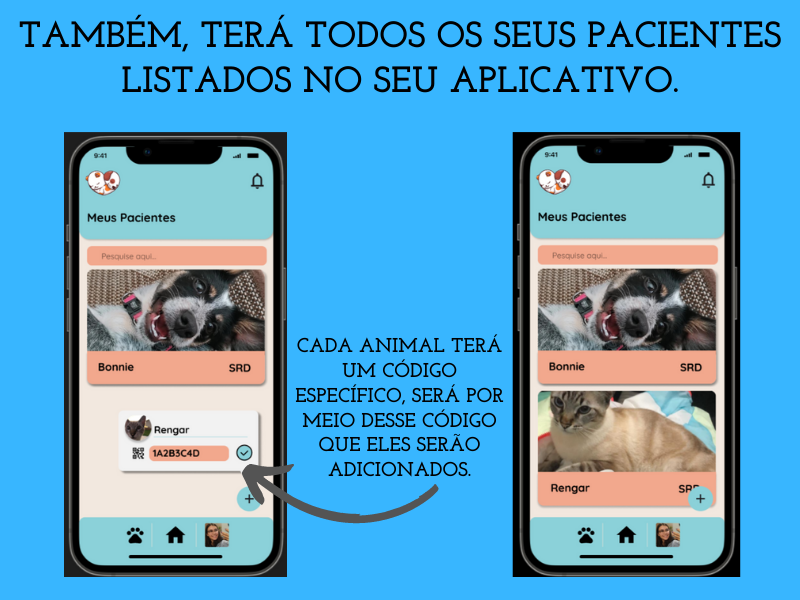 TAMBÉM, TERÁ TODOS OS SEUS PACIENTES
LISTADOS NO SEU APLICATIVO.
9:41
Meus Pacientes
Pesquise aqui...
Bonnie SRD
Rengar
1A2B3C4D
+
CADA ANIMAL TERÁ
UM CÓDIGO
ESPECÍFICO, SERÁ POR
MEIO DESSE CÓDIGO
QUE ELES SERÃO
ADICIONADOS.
9:41
Meus Pacientes
Pesquise aqui...
Bonnie SRD
Rengar SRD
+